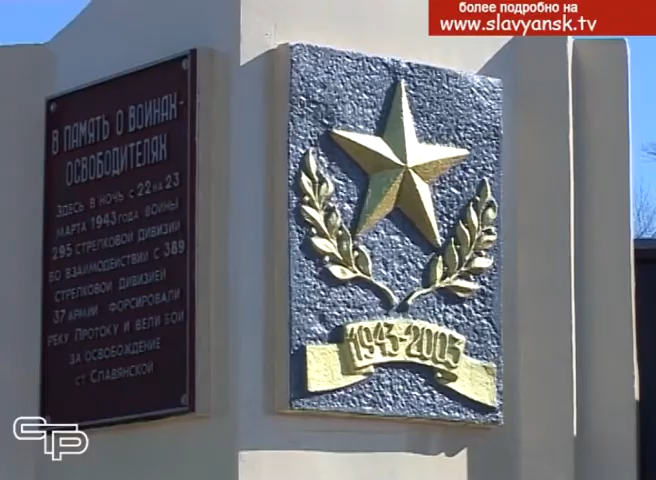 более подробно на
www.slavyansk.tv
В ПАМЯТЬ О ВОИНАХ-
ОСВОБОДИТЕЛЯХ
ЗДЕСЬ В НОЧЬ С 22 НА 23
МАРТА 1943 ГОДА ВОИНЫ
295 СТРЕЛКОВОЙ ДИВИЗИИ
ВО ВЗАИМОДЕЙСТВИИ С 389
СТРЕЛКОВОЙ ДИВИЗИЕЙ
37 АРМИИ ФОРСИРОВАЛИ
РЕКУ ПРОТОКУ И ВЕЛИ БОИ
ЗА ОСВОБОЖДЕНИЕ
СТ СЛАВЯНСКОЙ
1943-2003
СТР